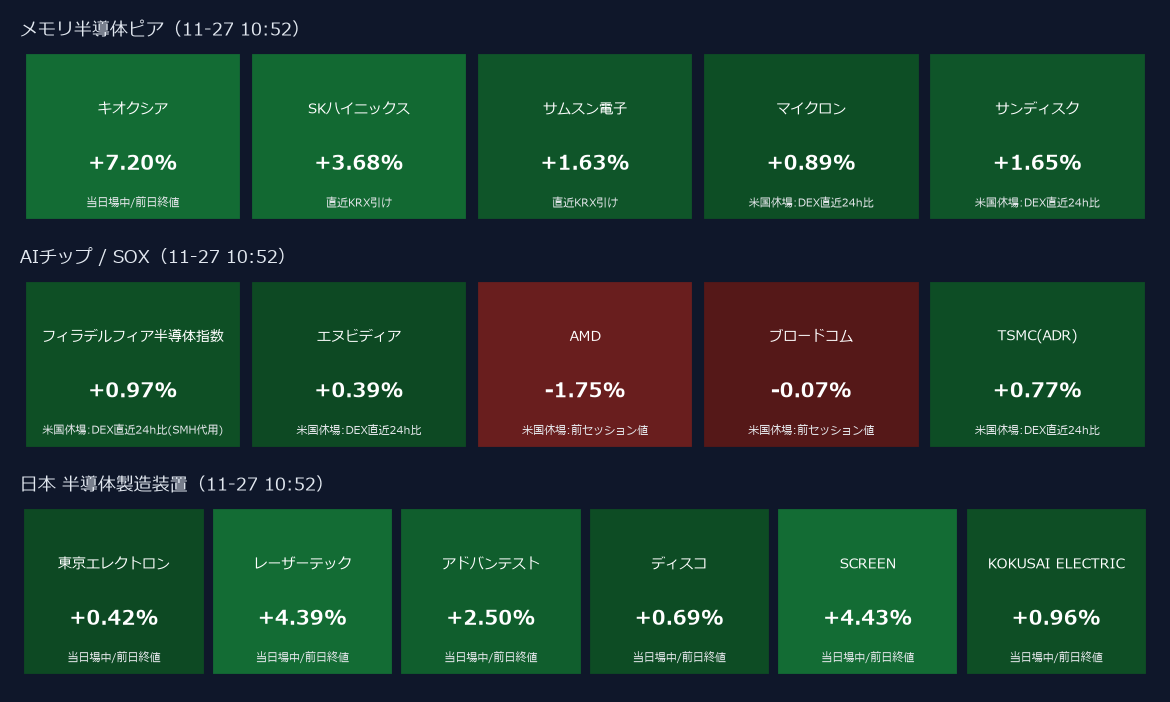 メモリ半導体ピア（11-27 10:52）
キオクシア
+7.20%
当日場中/前日終値
SKハイニックス
+3.68%
直近KRX引け
サムスン電子
+1.63%
直近KRX引け
マイクロン
+0.89%
米国休場:DEX直近24h比
サンディスク
+1.65%
米国休場:DEX直近24h比
AIチップ / SOX（11-27 10:52）
フィラデルフィア半導体指数
+0.97%
米国休場:DEX直近24h比(SMH代用)
エヌビディア
+0.39%
米国休場:DEX直近24h比
AMD
-1.75%
米国休場:前セッション値
ブロードコム
-0.07%
米国休場:前セッション値
TSMC(ADR)
+0.77%
米国休場:DEX直近24h比
日本 半導体製造装置（11-27 10:52）
東京エレクトロン
+0.42%
当日場中/前日終値
レーザーテック
+4.39%
当日場中/前日終値
アドバンテスト
+2.50%
当日場中/前日終値
ディスコ
+0.69%
当日場中/前日終値
SCREEN
+4.43%
当日場中/前日終値
KOKUSAI ELECTRIC
+0.96%
当日場中/前日終値